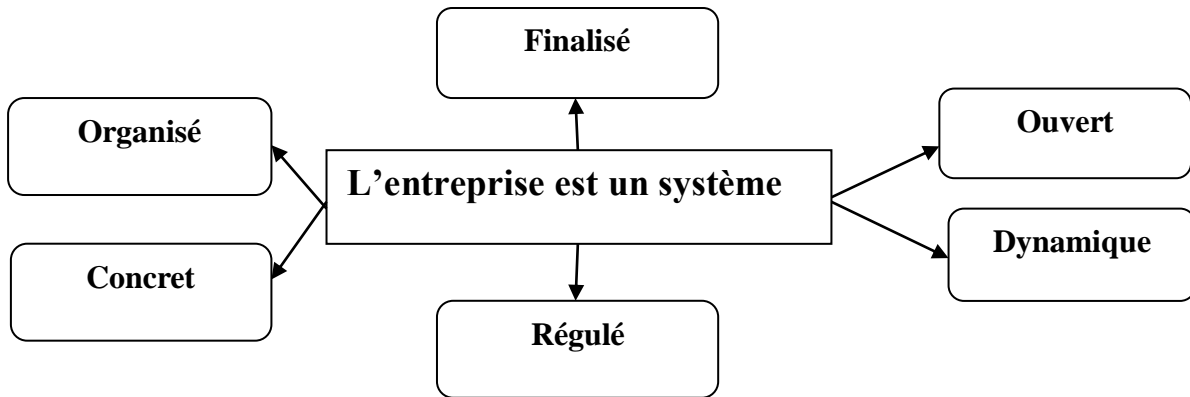 Finalisé
Organisé
Ouvert
L’entreprise est un système
Concret
Dynamique
Régulé